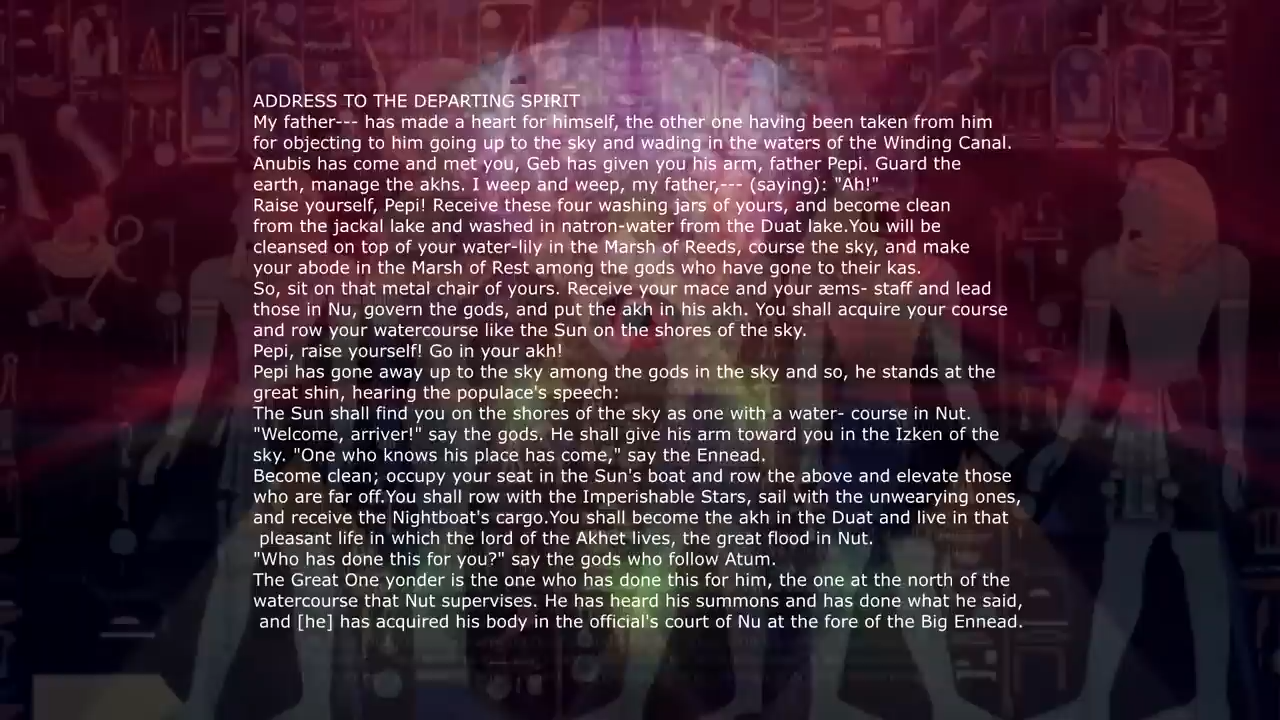 ADDRESS TO THE DEPARTING SPIRIT
My father--- has made a heart for himself, the other one having been taken from him
for objecting to him going up to the sky and wading in the waters of the Winding Canal.
Anubis has come and met you, Geb has given you his arm, father Pepi. Guard the
earth, manage the akhs. I weep and weep, my father,--- (saying): "Ah!"
Raise yourself, Pepi! Receive these four washing jars of yours, and become clean
from the jackal lake and washed in natron-water from the Duat lake.You will be
cleansed on top of your water-lily in the Marsh of Reeds, course the sky, and make
your abode in the Marsh of Rest among the gods who have gone to their kas.
So, sit on that metal chair of yours. Receive your mace and your æms- staff and lead
those in Nu, govern the gods, and put the akh in his akh. You shall acquire your course
and row your watercourse like the Sun on the shores of the sky.
Pepi, raise yourself! Go in your akh!
Pepi has gone away up to the sky among the gods in the sky and so, he stands at the
great shin, hearing the populace's speech:
The Sun shall find you on the shores of the sky as one with a water- course in Nut.
"Welcome, arriver!" say the gods. He shall give his arm toward you in the Izken of the
sky. "One who knows his place has come," say the Ennead.
Become clean; occupy your seat in the Sun's boat and row the above and elevate those
who are far off.You shall row with the Imperishable Stars, sail with the unwearying ones,
and receive the Nightboat's cargo.You shall become the akh in the Duat and live in that
pleasant life in which the lord of the Akhet lives, the great flood in Nut.
"Who has done this for you?" say the gods who follow Atum.
The Great One yonder is the one who has done this for him, the one at the north of the
watercourse that Nut supervises. He has heard his summons and has done what he said,
and [he] has acquired his body in the official's court of Nu at the fore of the Big Ennead.